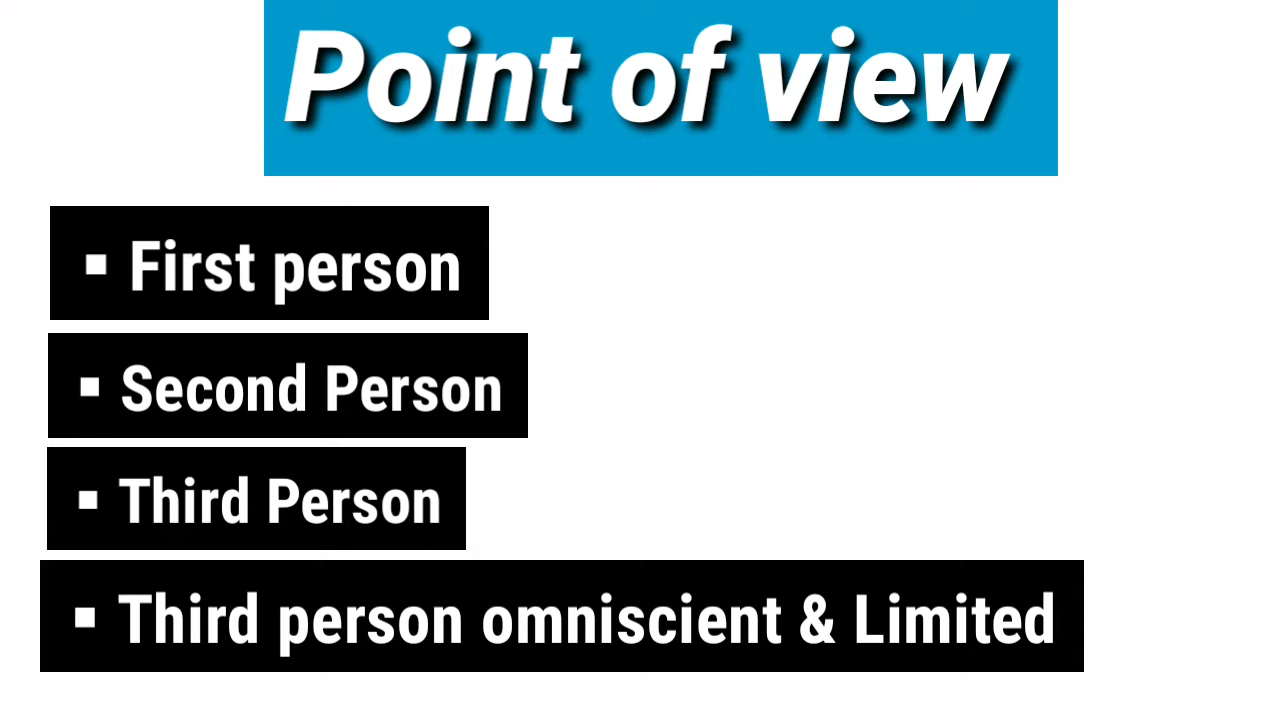 Point of view
▪ First person
▪ Second Person
▪ Third Person
▪ Third person omniscient & Limited